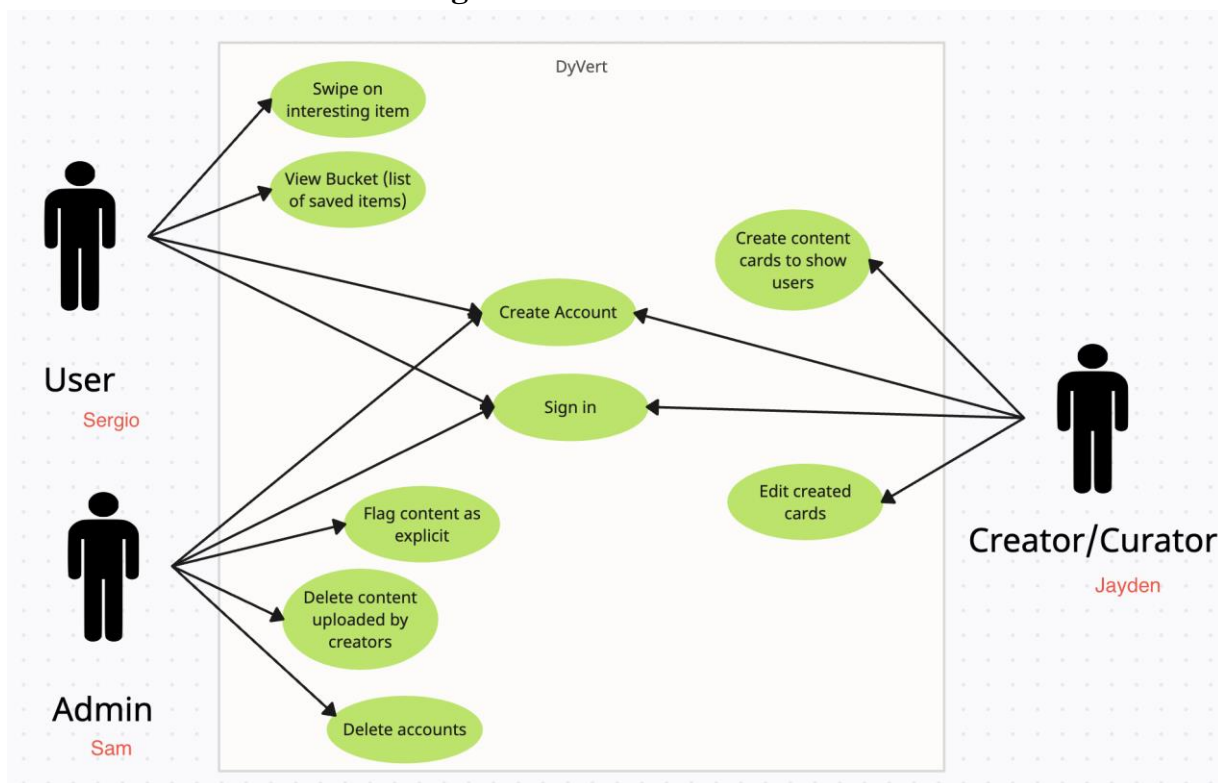 DyVert
Swipe on
interesting item
View Bucket (list
of saved items)
Create content
cards to show
users
Create Account
User
Sergio
Sign in
Edit created
cards
Flag content as
explicit
Creator/Curator
Jayden
Delete content
uploaded by
creators
Admin
Sam
Delete accounts